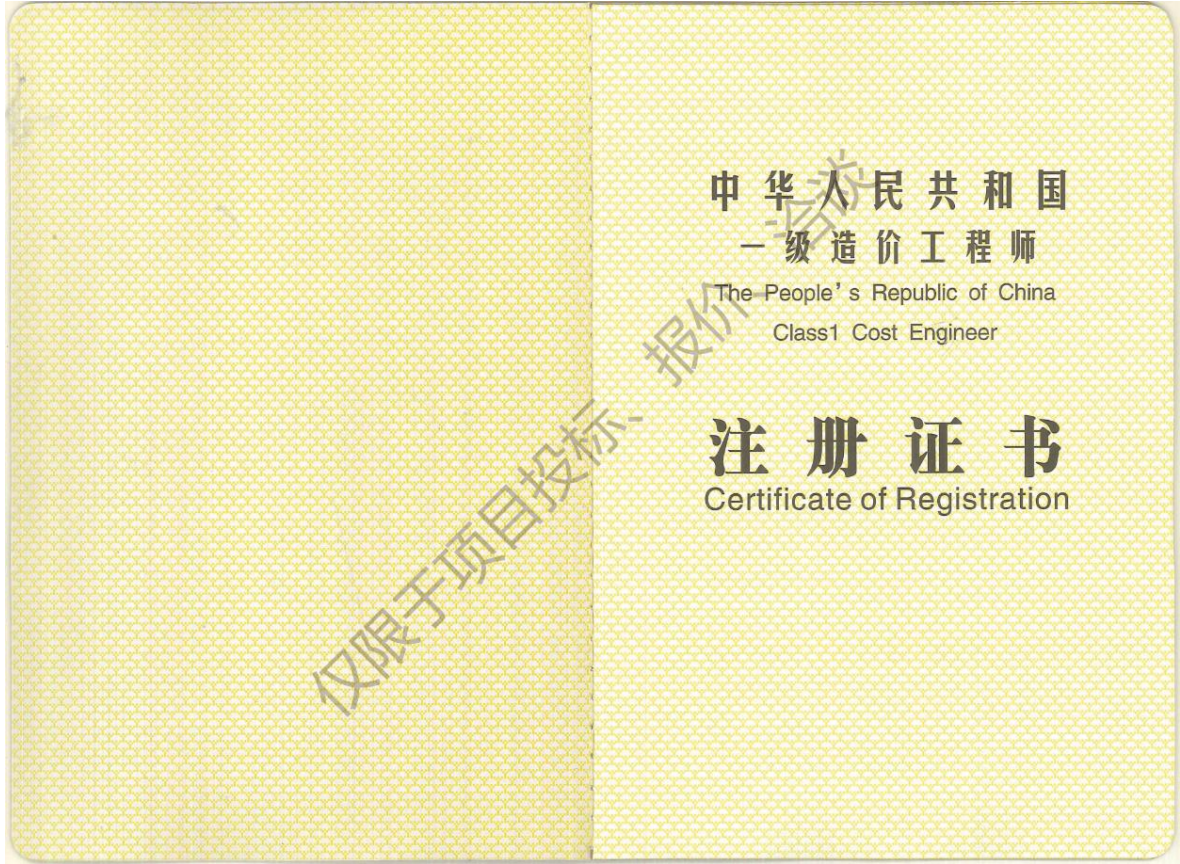 中华人民共和国
一级造价工程师
The People's Republic of China
Class1 Cost Engineer
注册证书
Certificate of Registration
仅限于项目投标、报价、洽谈